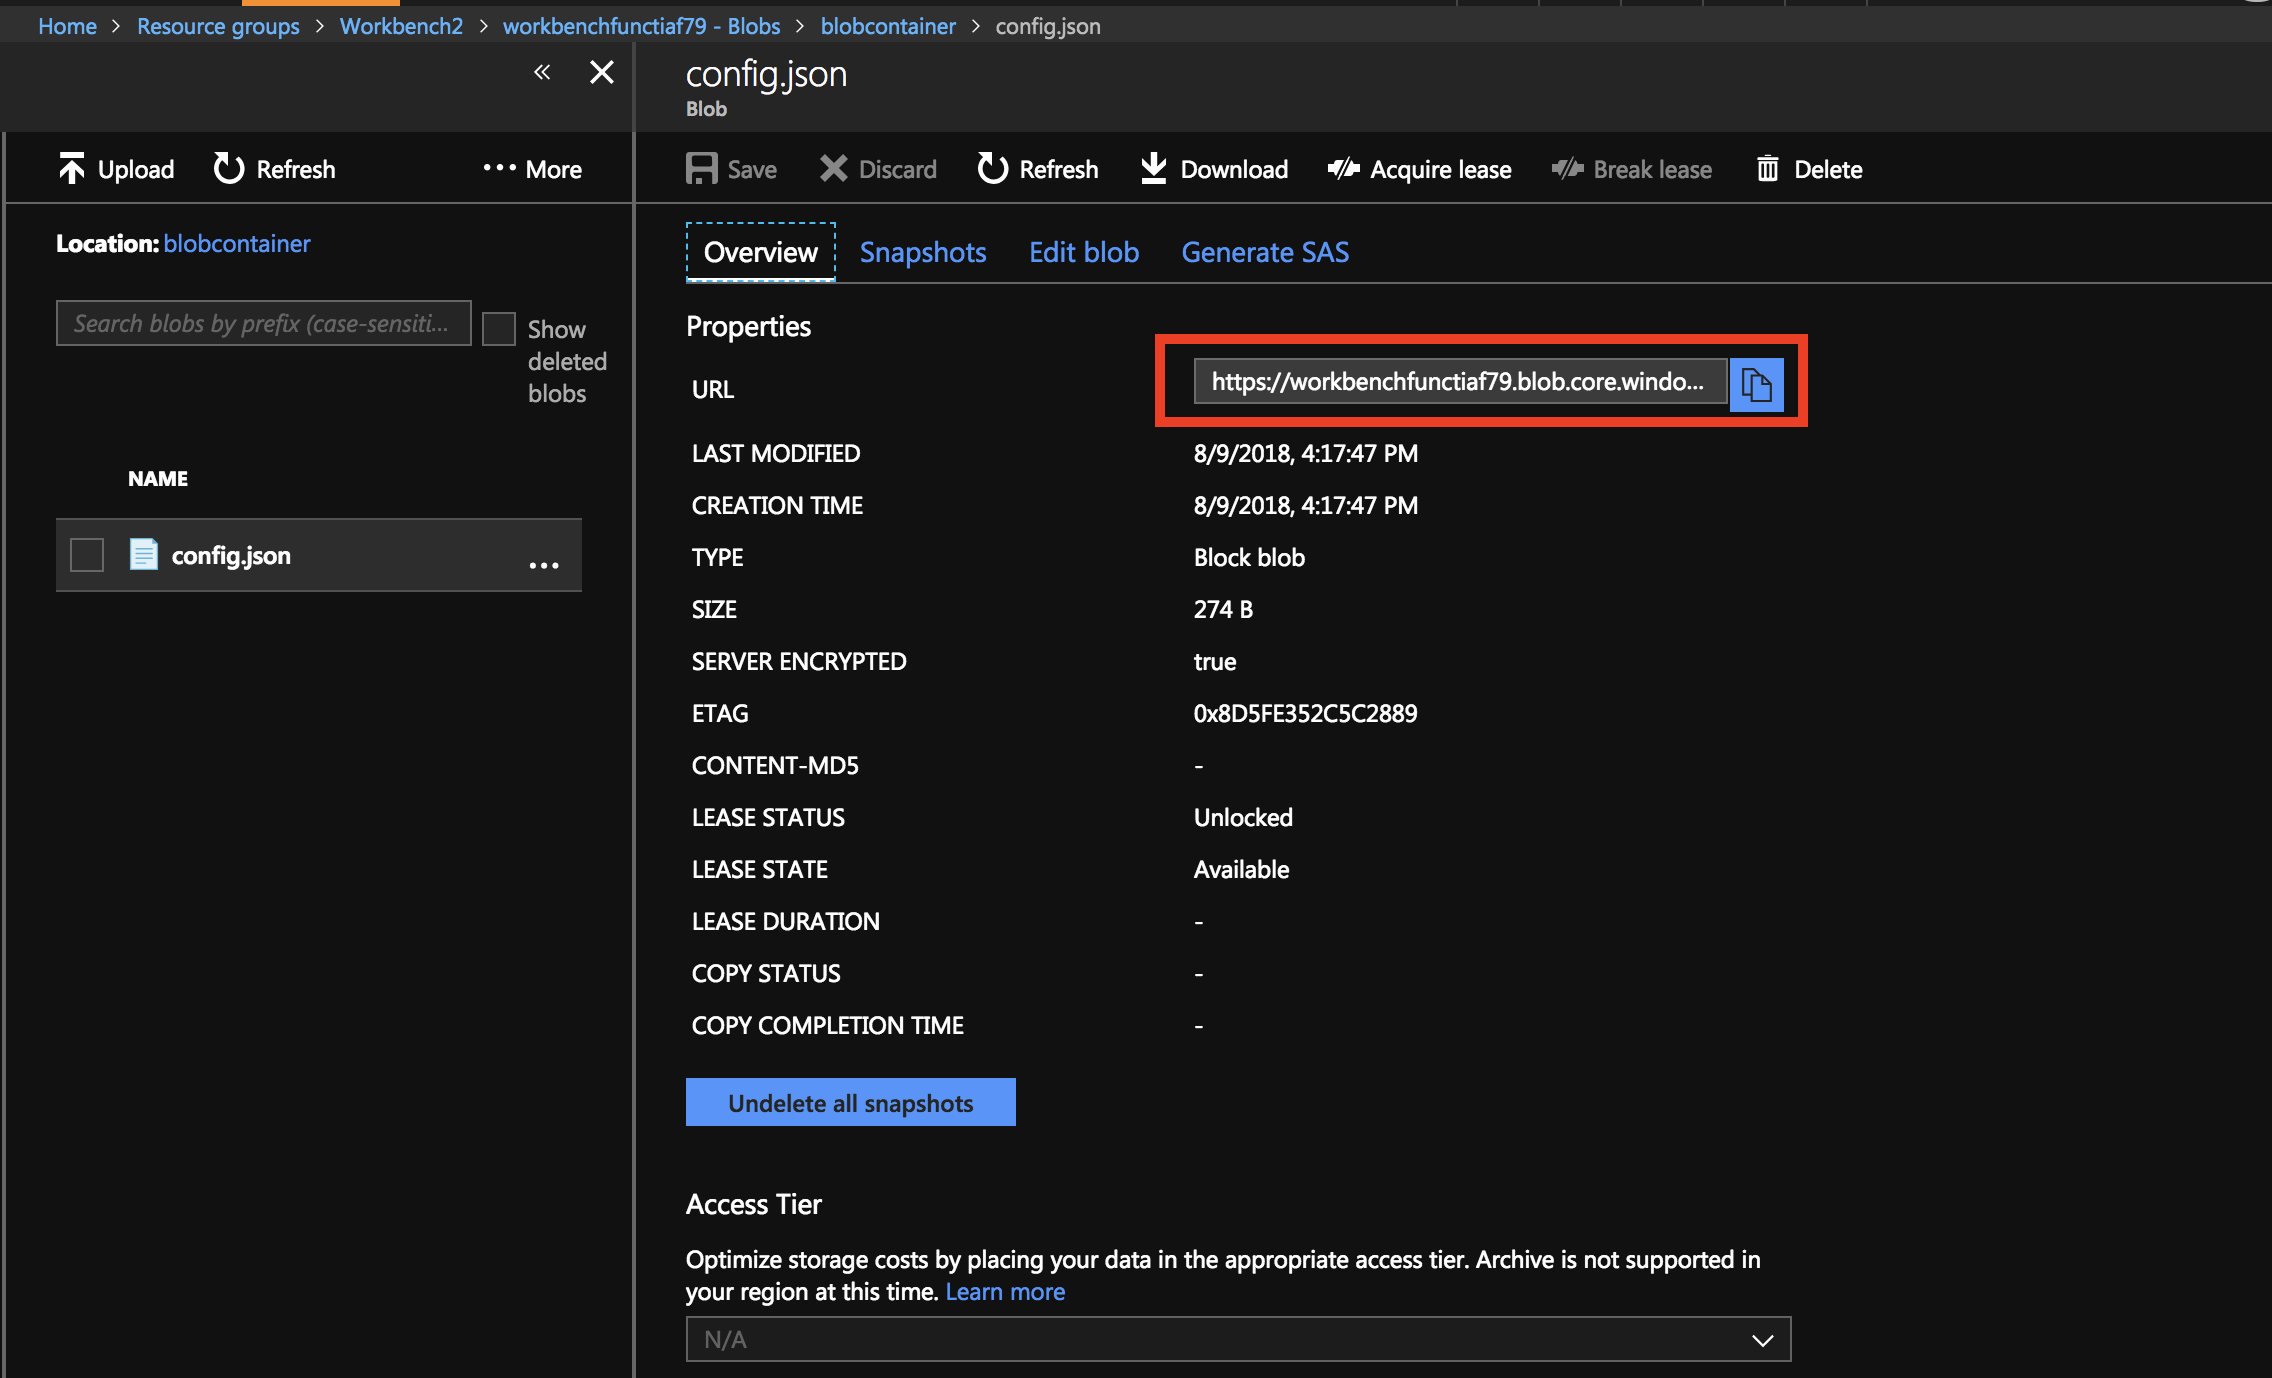 Home > Resource groups > Workbench2 > workbenchfunctiaf79 - Blobs > blobcontainer > config.json
config.json
Blob
Upload Refresh ••• More
Save Discard Refresh Download Acquire lease Break lease Delete
Location: blobcontainer
Search blobs by prefix (case-sensiti...
Show
deleted
blobs
NAME
config.json ...
Overview Snapshots Edit blob Generate SAS
Properties
URL https://workbenchfunctiaf79.blob.core.windo...
LAST MODIFIED 8/9/2018, 4:17:47 PM
CREATION TIME 8/9/2018, 4:17:47 PM
TYPE Block blob
SIZE 274 B
SERVER ENCRYPTED true
ETAG 0x8D5FE352C5C2889
CONTENT-MD5 -
LEASE STATUS Unlocked
LEASE STATE Available
LEASE DURATION -
COPY STATUS -
COPY COMPLETION TIME -
Undelete all snapshots
Access Tier
Optimize storage costs by placing your data in the appropriate access tier. Archive is not supported in
your region at this time. Learn more
N/A